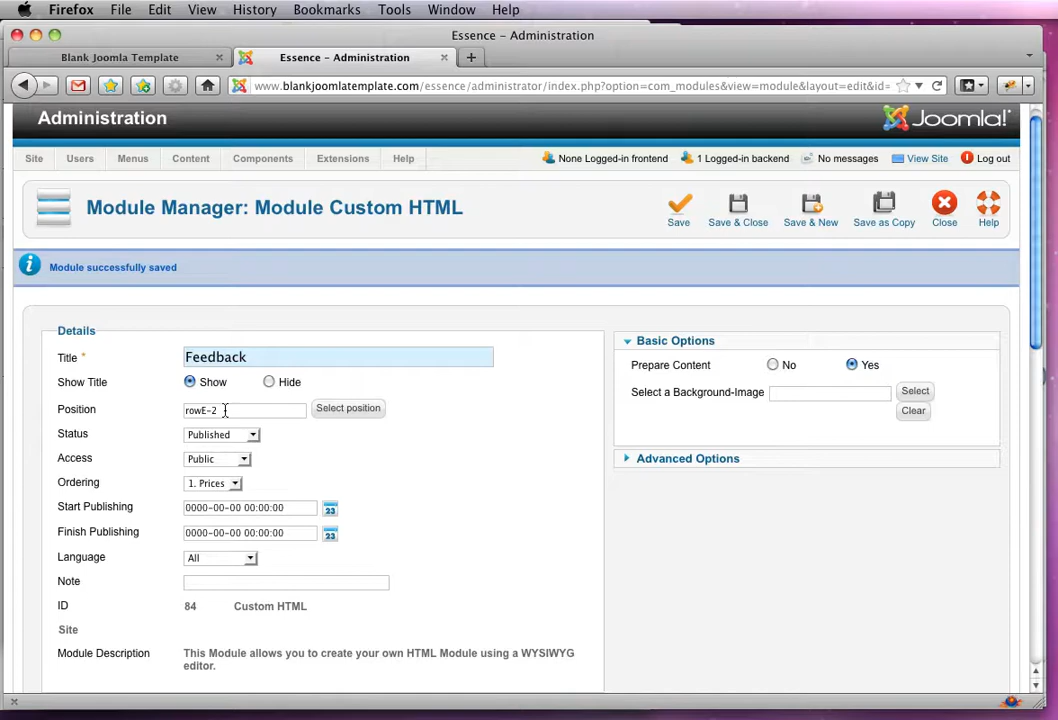 Firefox File Edit View History Bookmarks Tools Window Help
Essence – Administration
Blank Joomla Template × Essence – Administration × +
www.blankjoomlatemplate.com/essence/administrator/index.php?option=com_modules&view=module&layout=edit&id=
Administration Joomla!®
Site Users Menus Content Components Extensions Help None Logged-in frontend 1 Logged-in backend No messages View Site Log out
Module Manager: Module Custom HTML
Save Save & Close Save & New Save as Copy Close Help
Module successfully saved
Details
Title * Feedback
Show Title Show Hide
Position rowE-2 Select position
Status Published
Access Public
Ordering 1. Prices
Start Publishing 0000-00-00 00:00:00 23
Finish Publishing 0000-00-00 00:00:00 23
Language All
Note
ID 84 Custom HTML
Site
Module Description This Module allows you to create your own HTML Module using a WYSIWYG
editor.
Basic Options
Prepare Content No Yes
Select a Background-Image Select
Clear
Advanced Options